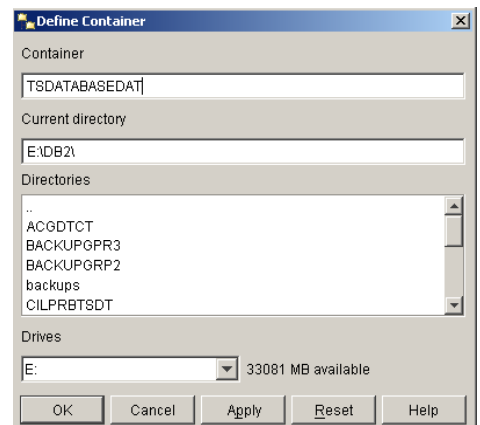 Define Container
Container
TSDATABASEDAT
Current directory
E:\DB2\
Directories
..
ACGDTCT
BACKUPGPR3
BACKUPGRP2
backups
CILPRBTSDT
Drives
E: 33081 MB available
OK Cancel Apply Reset Help